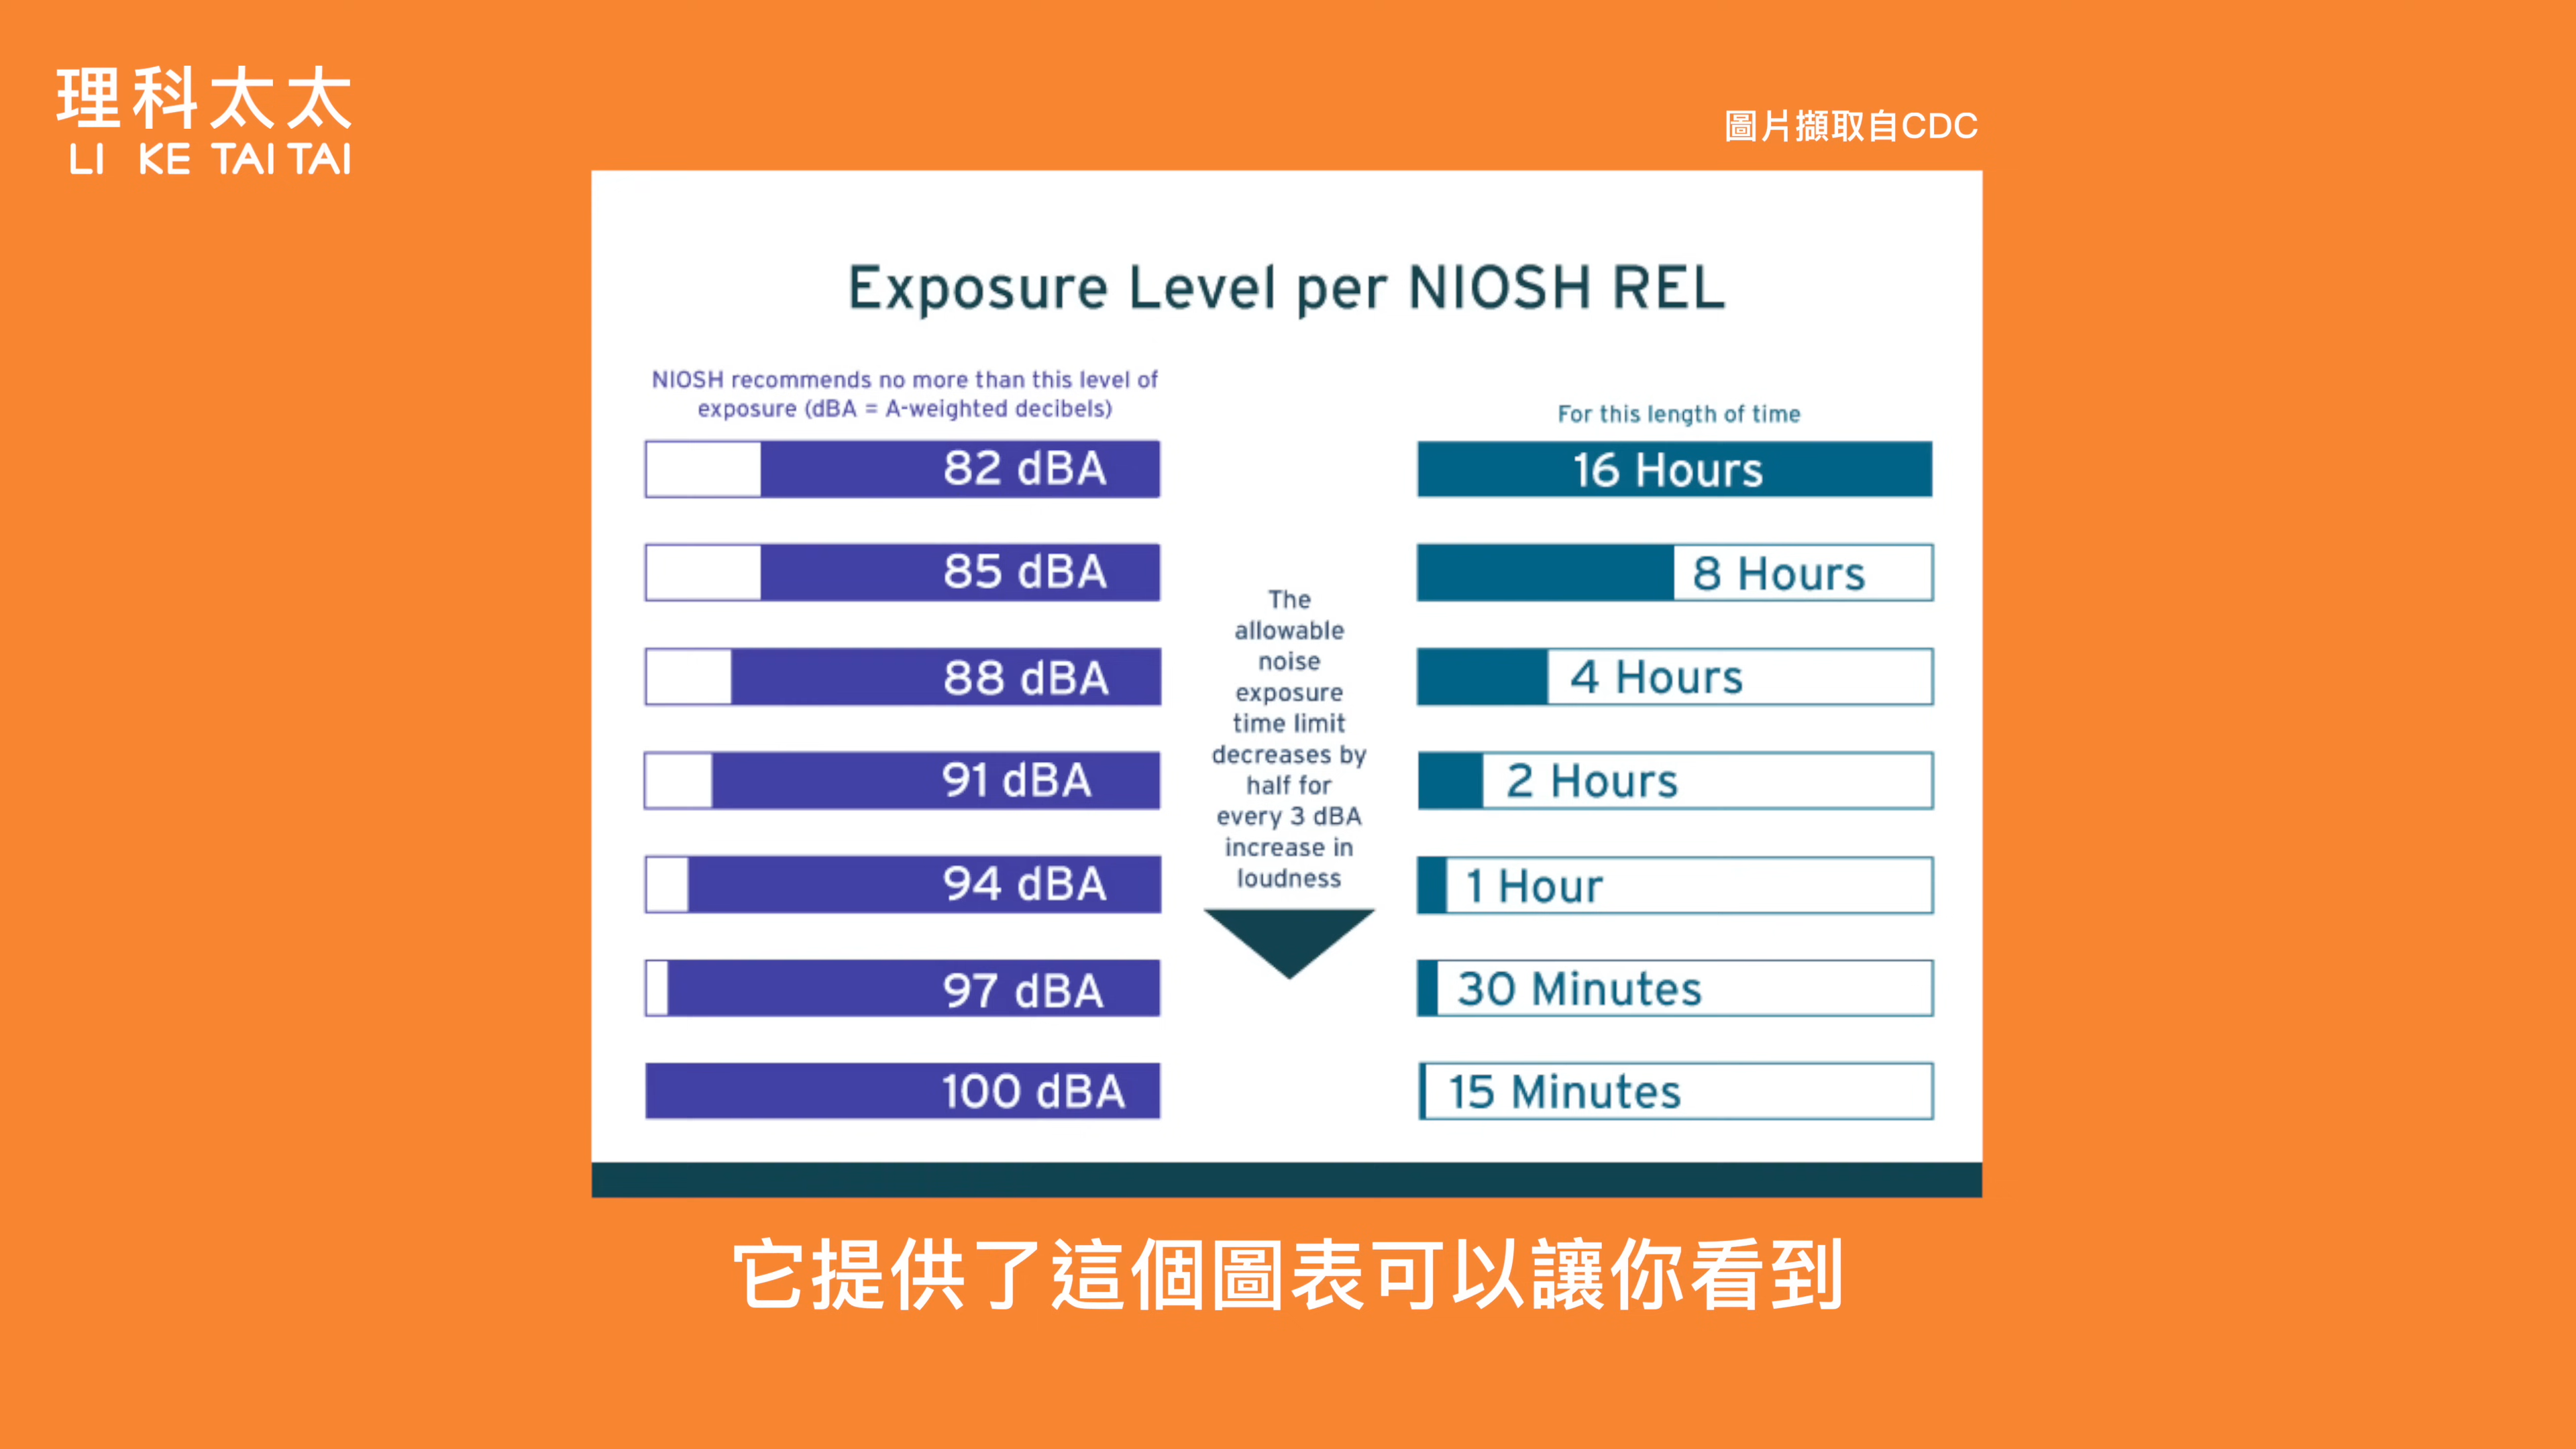 理科太太
LI KE TAI TAI
圖片擷取自CDC
Exposure Level per NIOSH REL
NIOSH recommends no more than this level of
exposure (dBA = A-weighted decibels)
For this length of time
82 dBA
16 Hours
85 dBA
8 Hours
88 dBA
4 Hours
91 dBA
2 Hours
94 dBA
1 Hour
97 dBA
30 Minutes
100 dBA
15 Minutes
The
allowable
noise
exposure
time limit
decreases by
half for
every 3 dBA
increase in
loudness
它提供了這個圖表可以讓你看到